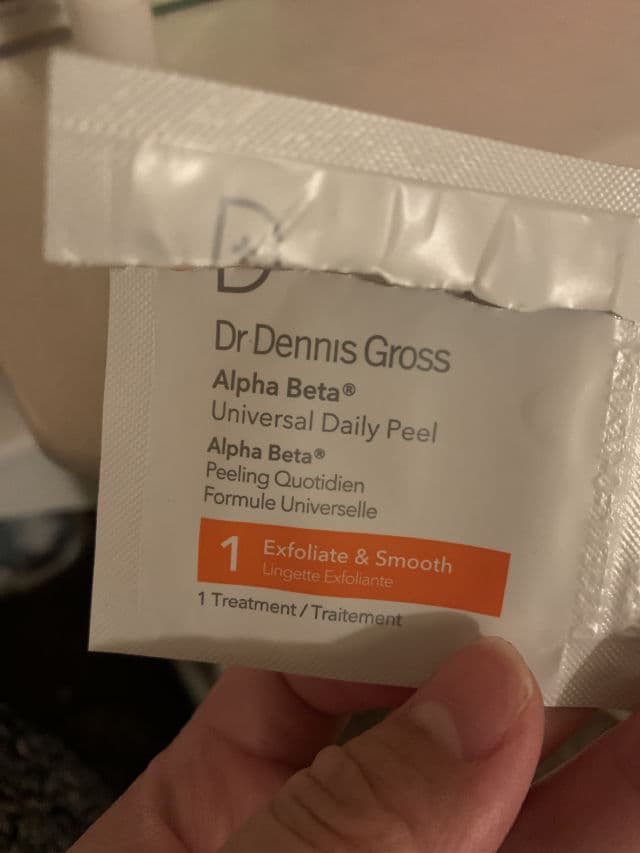 Dr Dennis Gross
Alpha Beta®
Universal Daily Peel
Alpha Beta®
Peeling Quotidien
Formule Universelle
1 Exfoliate & Smooth
Lingette Exfoliante
1 Treatment / Traitement